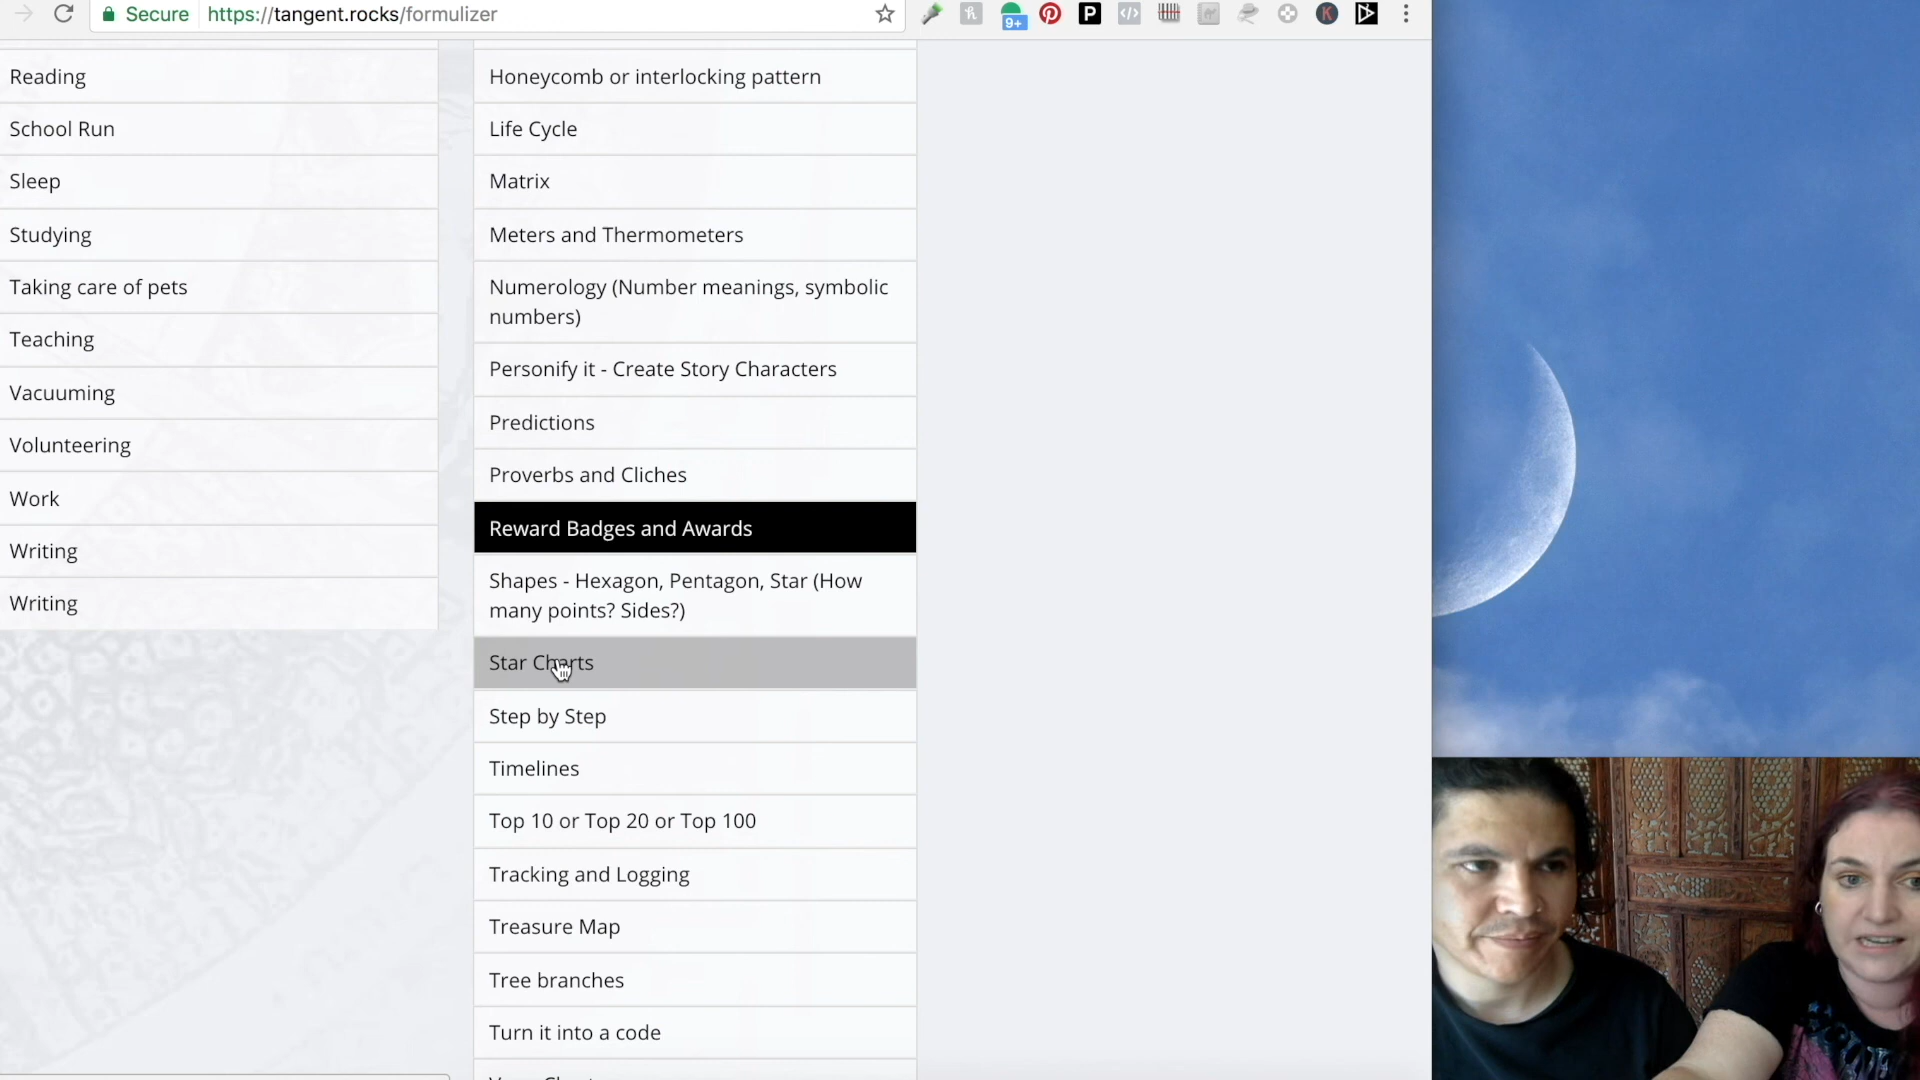 Secure
https://tangent.rocks/formulizer
9+
P
K
Reading
School Run
Sleep
Studying
Taking care of pets
Teaching
Vacuuming
Volunteering
Work
Writing
Writing
Honeycomb or interlocking pattern
Life Cycle
Matrix
Meters and Thermometers
Numerology (Number meanings, symbolic
numbers)
Personify it - Create Story Characters
Predictions
Proverbs and Cliches
Reward Badges and Awards
Shapes - Hexagon, Pentagon, Star (How
many points? Sides?)
Star Charts
Step by Step
Timelines
Top 10 or Top 20 or Top 100
Tracking and Logging
Treasure Map
Tree branches
Turn it into a code